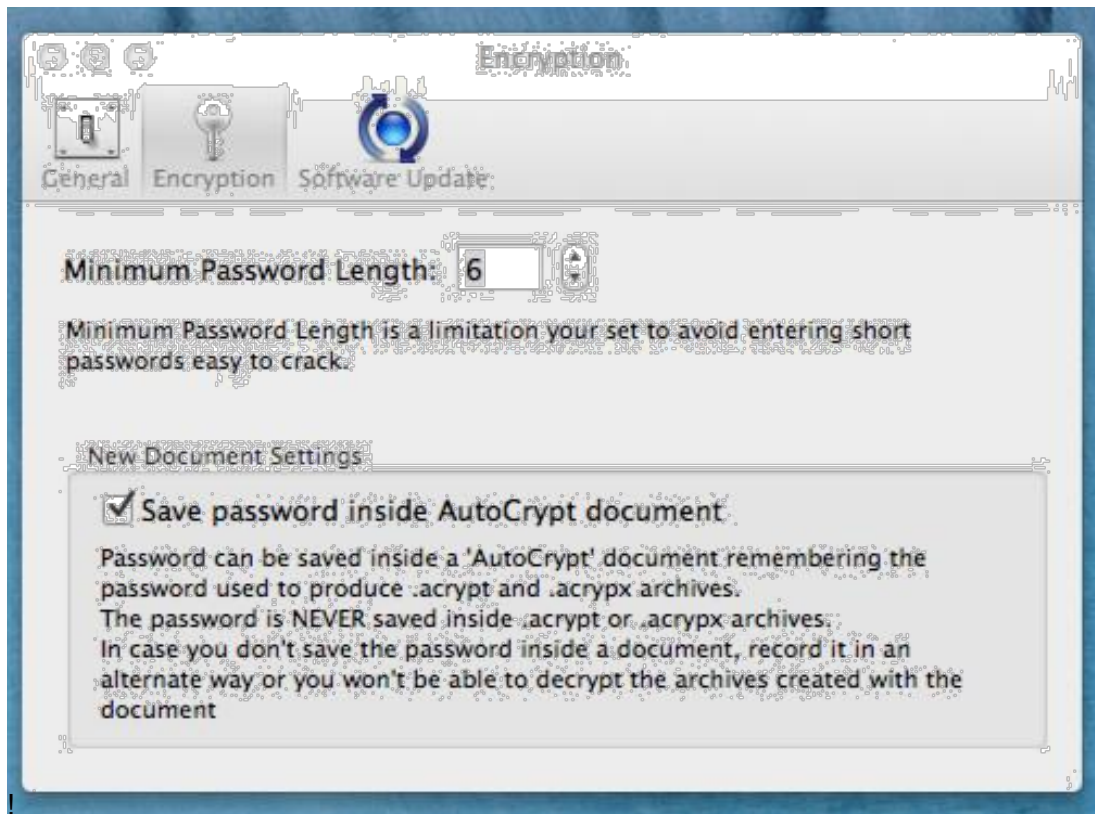 Encryption
General Encryption Software Update
Minimum Password Length: 6
Minimum Password Length is a limitation your set to avoid entering short
passwords easy to crack.
New Document Settings
Save password inside AutoCrypt document
Password can be saved inside a 'AutoCrypt' document remembering the
password used to produce .acrypt and .acrypx archives.
The password is NEVER saved inside .acrypt or .acrypx archives.
In case you don't save the password inside a document, record it in an
alternate way or you won't be able to decrypt the archives created with the
document
!